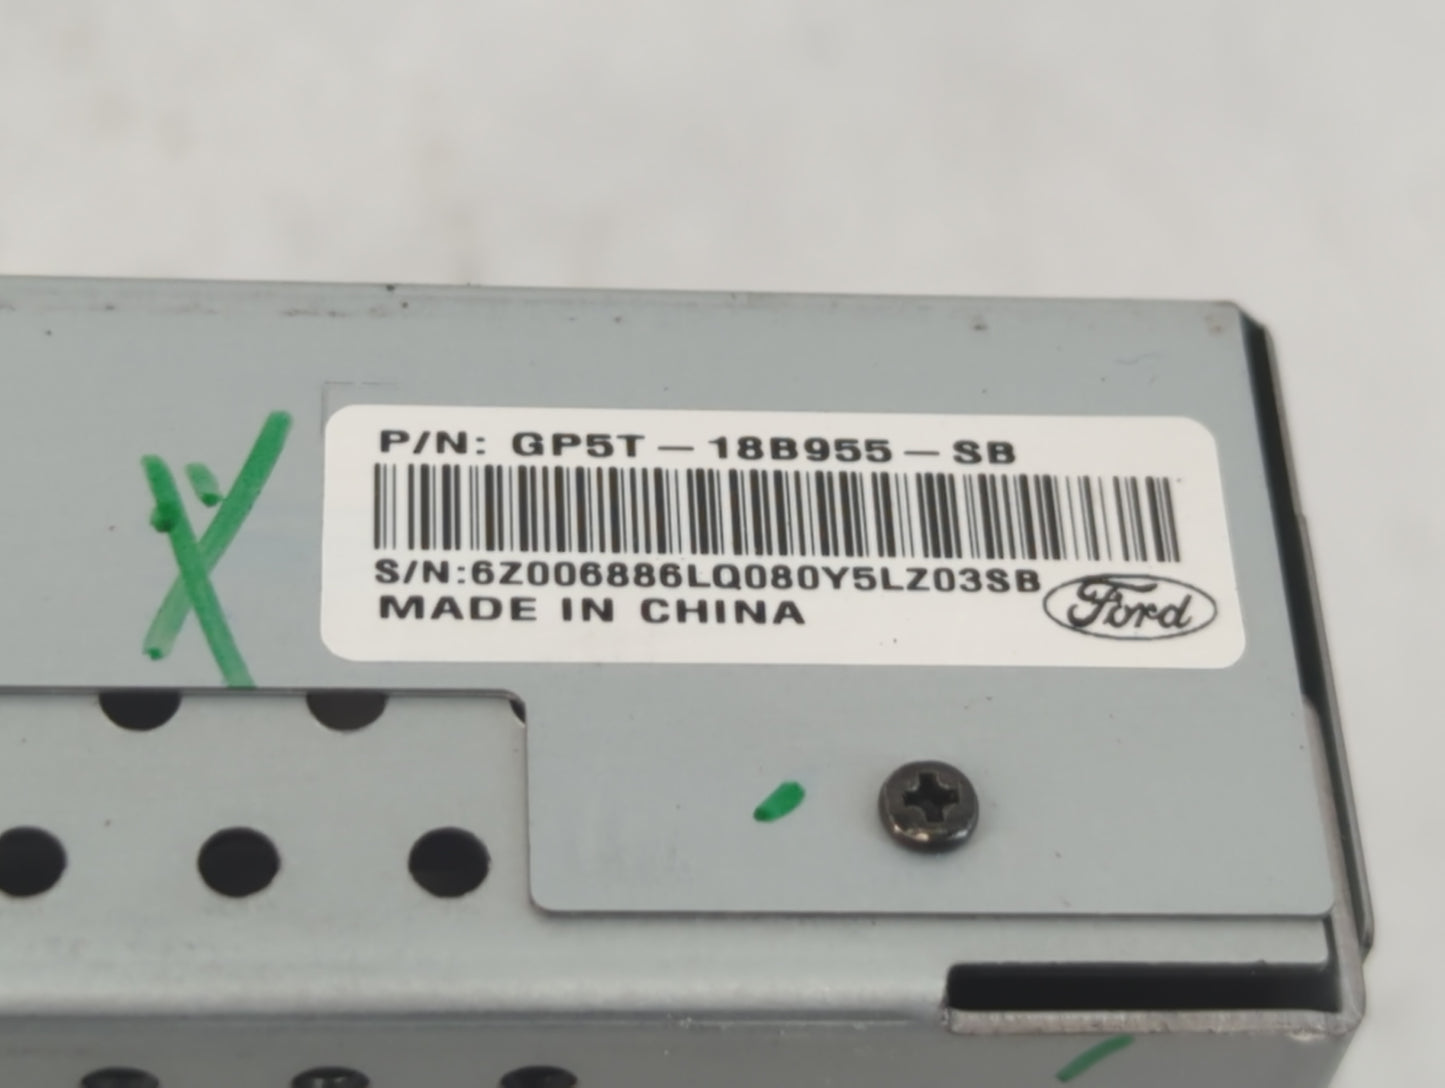 P/N: GP5T-18B955-SB
S/N:6Z006886LQ080Y5LZ03SB
MADE IN CHINA
Ford